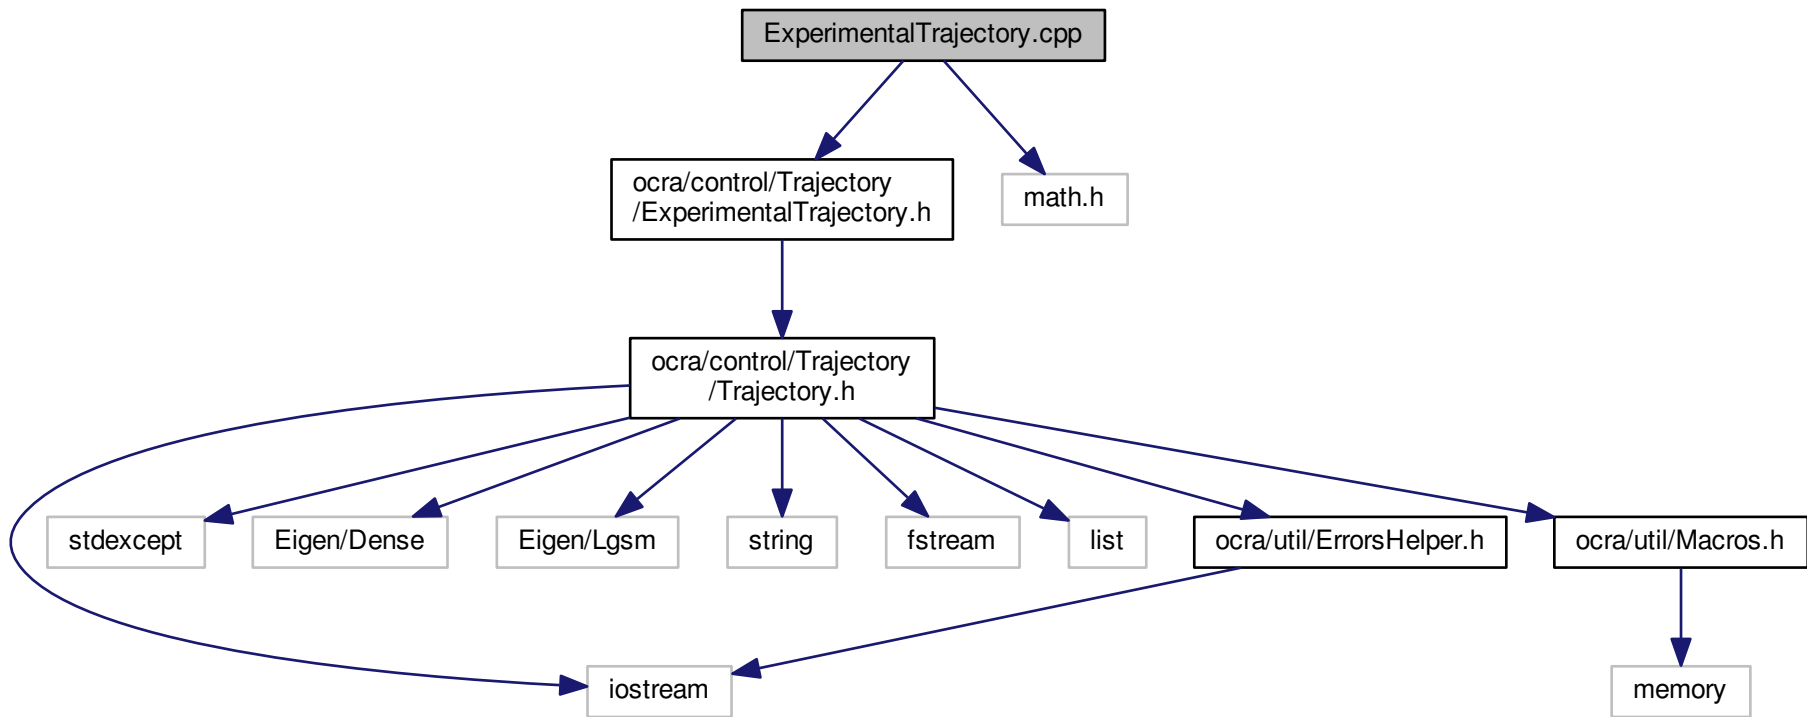 ExperimentalTrajectory.cpp
ocra/control/Trajectory
/ExperimentalTrajectory.h
math.h
ocra/control/Trajectory
/Trajectory.h
stdexcept
Eigen/Dense
Eigen/Lgsm
string
fstream
list
ocra/util/ErrorsHelper.h
ocra/util/Macros.h
iostream
memory